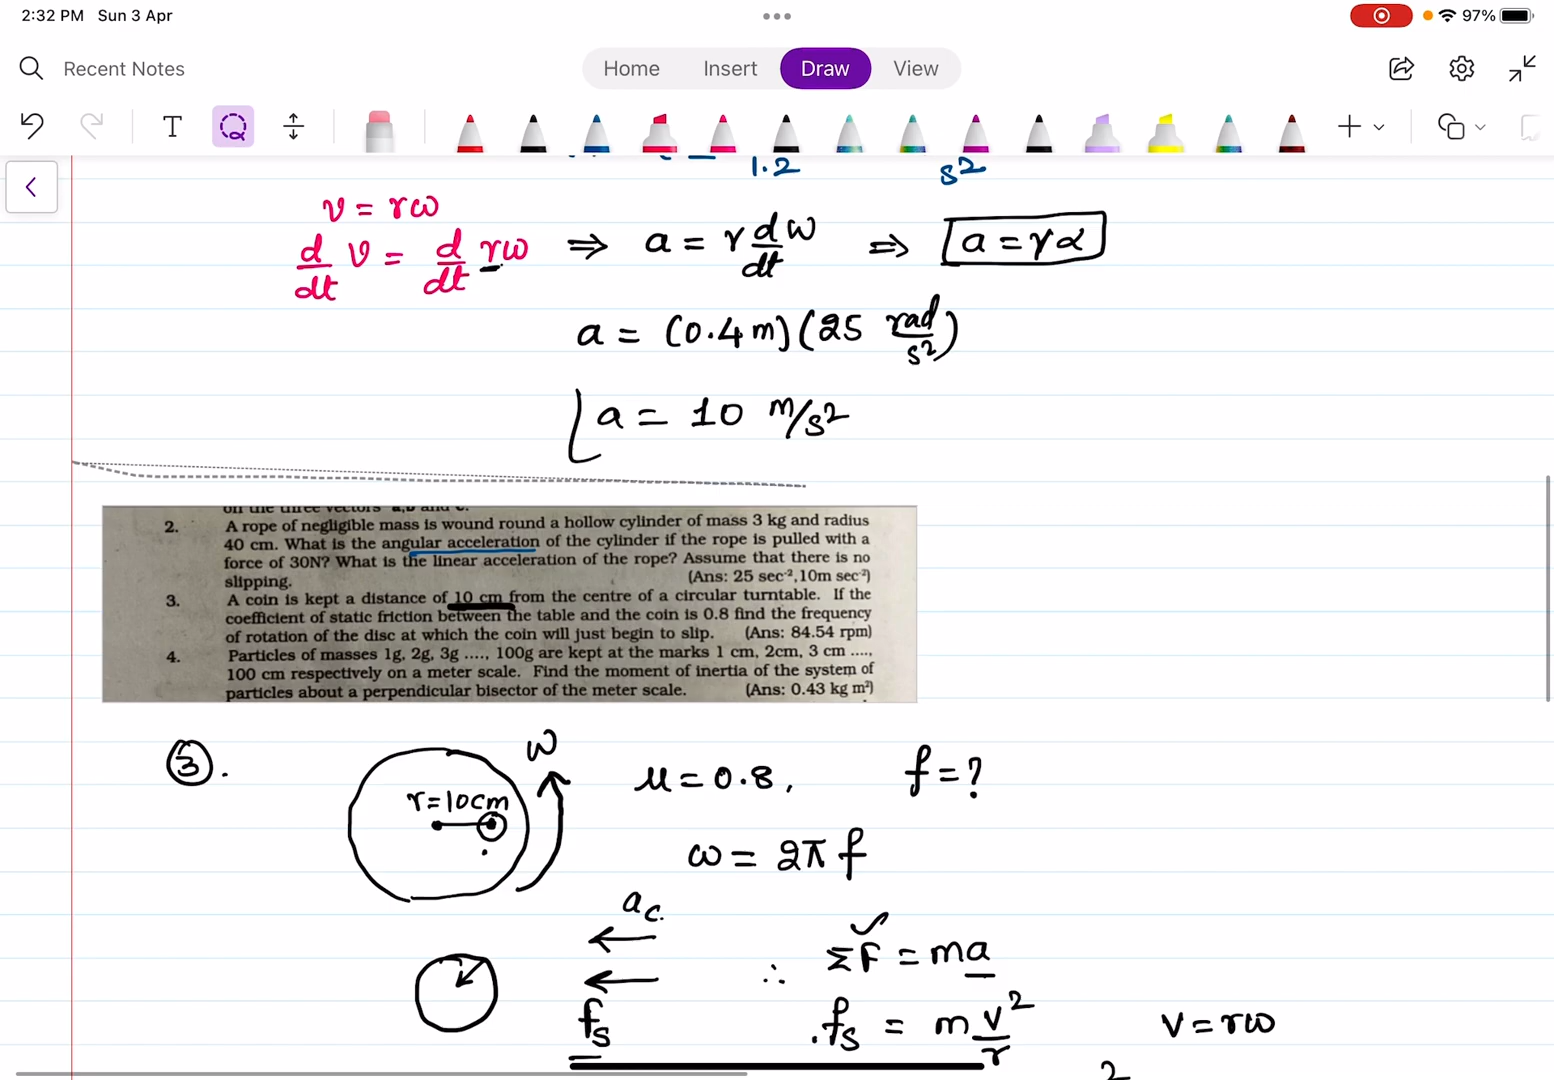 2:32 PM Sun 3 Apr
97%
Recent Notes
Home Insert Draw View
T
1.2 s2
v = rω
d/dt v = d/dt rω ⇒ a = r d/dt ω ⇒ a = rα
a = (0.4 m) (25 rad/s2)
a = 10 m/s2
on the three vectors a,b and c.
2. A rope of negligible mass is wound round a hollow cylinder of mass 3 kg and radius
40 cm. What is the angular acceleration of the cylinder if the rope is pulled with a
force of 30N? What is the linear acceleration of the rope? Assume that there is no
slipping. (Ans: 25 sec-2,10m sec-2)
3. A coin is kept a distance of 10 cm from the centre of a circular turntable. If the
coefficient of static friction between the table and the coin is 0.8 find the frequency
of rotation of the disc at which the coin will just begin to slip. (Ans: 84.54 rpm)
4. Particles of masses 1g, 2g, 3g ...., 100g are kept at the marks 1 cm, 2cm, 3 cm ....,
100 cm respectively on a meter scale. Find the moment of inertia of the system of
particles about a perpendicular bisector of the meter scale. (Ans: 0.43 kg m2)
3. ω μ = 0.8, f = ?
r = 10cm
ω = 2π f
ac.
∴ ΣF = ma
fs .fs = m v2/r v = rω
2